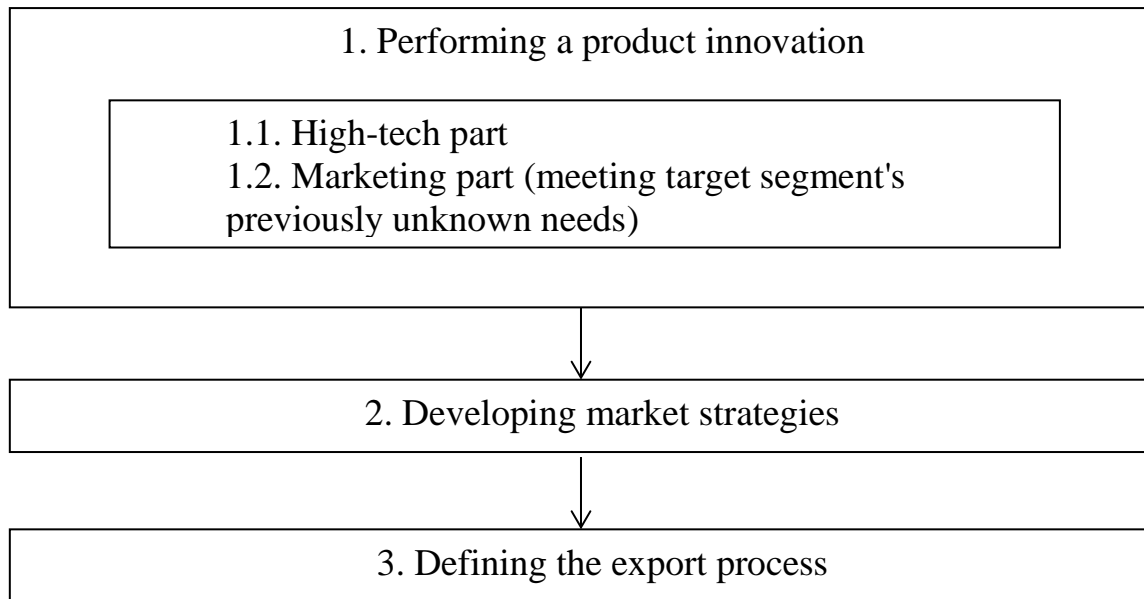 1. Performing a product innovation
1.1. High-tech part
1.2. Marketing part (meeting target segment's
previously unknown needs)
2. Developing market strategies
3. Defining the export process